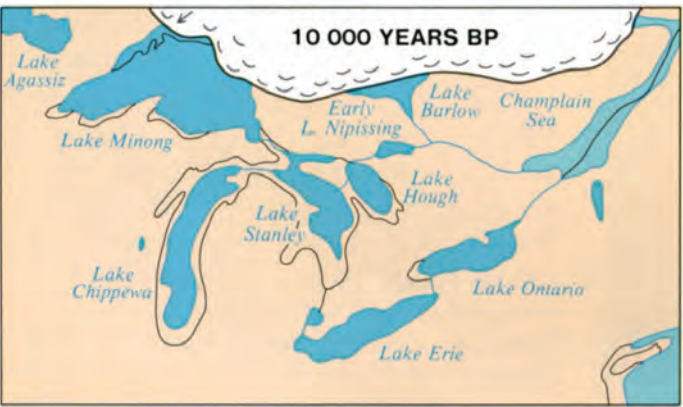 10 000 YEARS BP
Lake
Agassiz
Lake Minong
Early
L. Nipissing
Lake
Barlow
Champlain
Sea
Lake
Hough
Lake
Stanley
Lake
Chippewa
Lake Ontario
Lake Erie